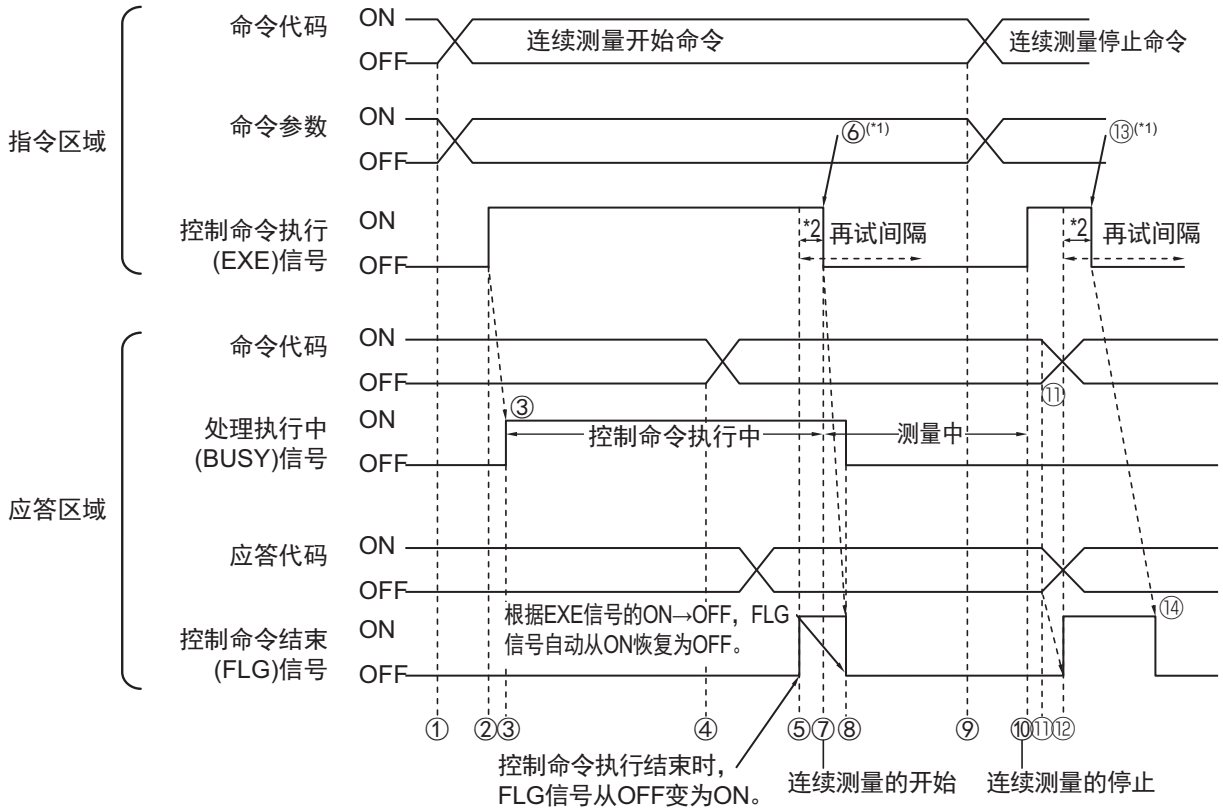 指令区域
命令代码
ON
OFF
连续测量开始命令
连续测量停止命令
命令参数
ON
OFF
⑥(*1)
⑬(*1)
控制命令执行
(EXE)信号
ON
OFF
*2
再试间隔
*2
再试间隔
应答区域
命令代码
ON
OFF
⑪
处理执行中
(BUSY)信号
ON
OFF
③
控制命令执行中
测量中
应答代码
ON
OFF
控制命令结束
(FLG)信号
ON
OFF
根据EXE信号的ON→OFF，FLG
信号自动从ON恢复为OFF。
⑭
① ② ③ ④ ⑤ ⑦ ⑧ ⑨ ⑩ ⑪ ⑫
控制命令执行结束时，
FLG信号从OFF变为ON。
连续测量的开始
连续测量的停止